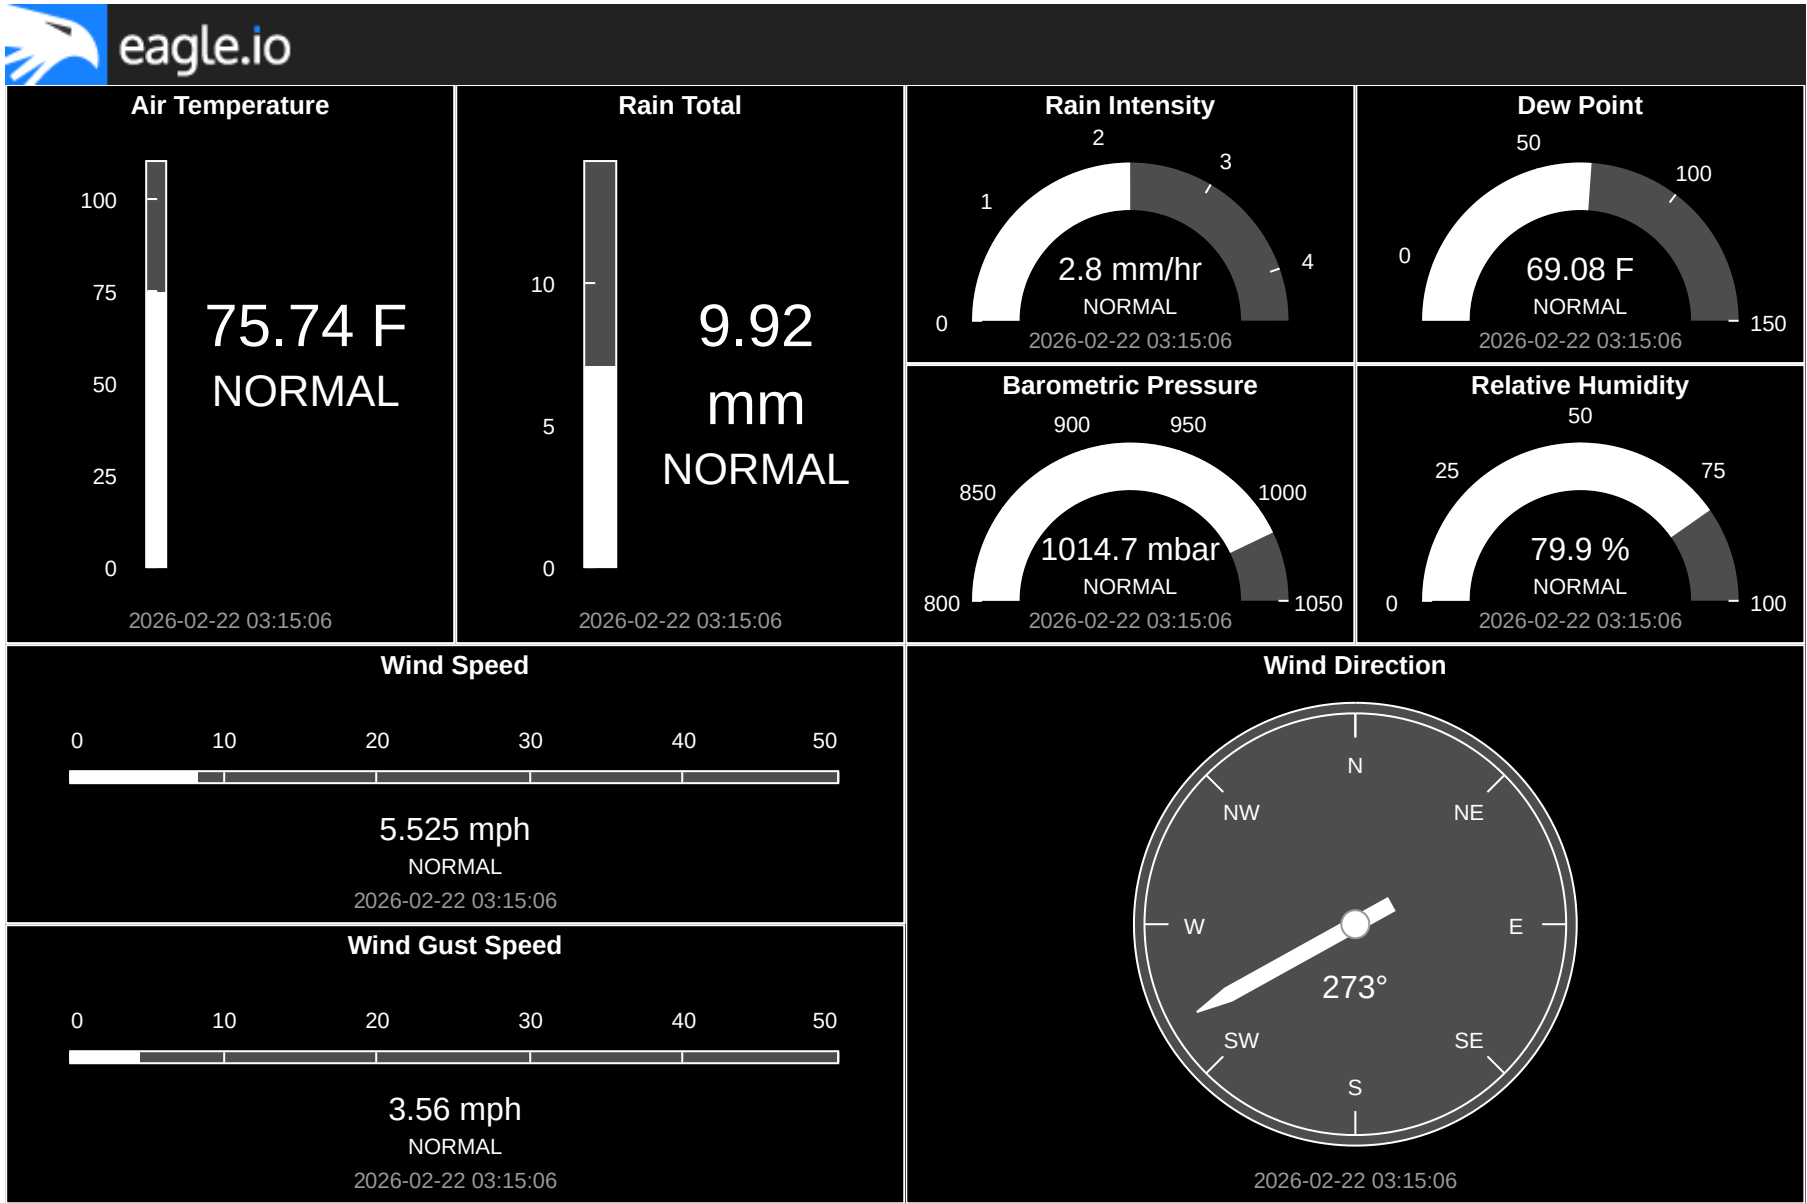 eagle.io
Air Temperature
100
75
50
25
0
75.74 F
NORMAL
2026-02-22 03:15:06
Rain Total
10
5
0
9.92
mm
NORMAL
2026-02-22 03:15:06
Rain Intensity
0
1
2
3
4
2.8 mm/hr
NORMAL
2026-02-22 03:15:06
Dew Point
0
50
100
150
69.08 F
NORMAL
2026-02-22 03:15:06
Barometric Pressure
800
850
900
950
1000
1050
1014.7 mbar
NORMAL
2026-02-22 03:15:06
Relative Humidity
0
25
50
75
100
79.9 %
NORMAL
2026-02-22 03:15:06
Wind Speed
0 10 20 30 40 50
5.525 mph
NORMAL
2026-02-22 03:15:06
Wind Gust Speed
0 10 20 30 40 50
3.56 mph
NORMAL
2026-02-22 03:15:06
Wind Direction
N
NW NE
W E
273°
SW SE
S
2026-02-22 03:15:06